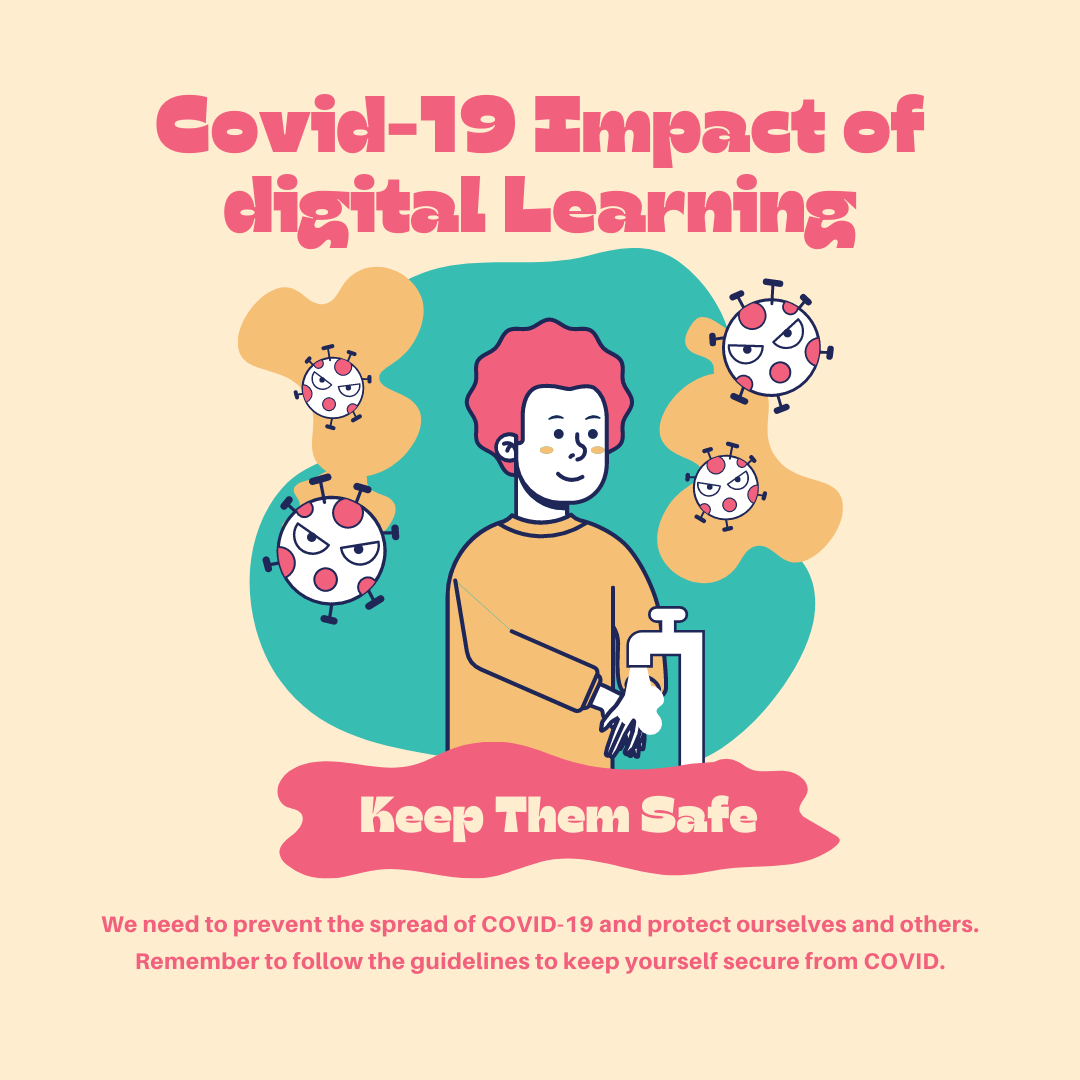 Covid-19 Impact of
digital Learning
Keep Them Safe
We need to prevent the spread of COVID-19 and protect ourselves and others.
Remember to follow the guidelines to keep yourself secure from COVID.